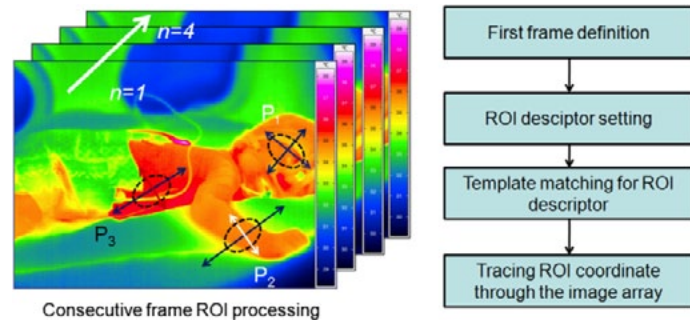 n=4
n=1
P1
P3
P2
°C
°C
°C
°C
Consecutive frame ROI processing
First frame definition
ROI desciptor setting
Template matching for ROI
descriptor
Tracing ROI coordinate
through the image array